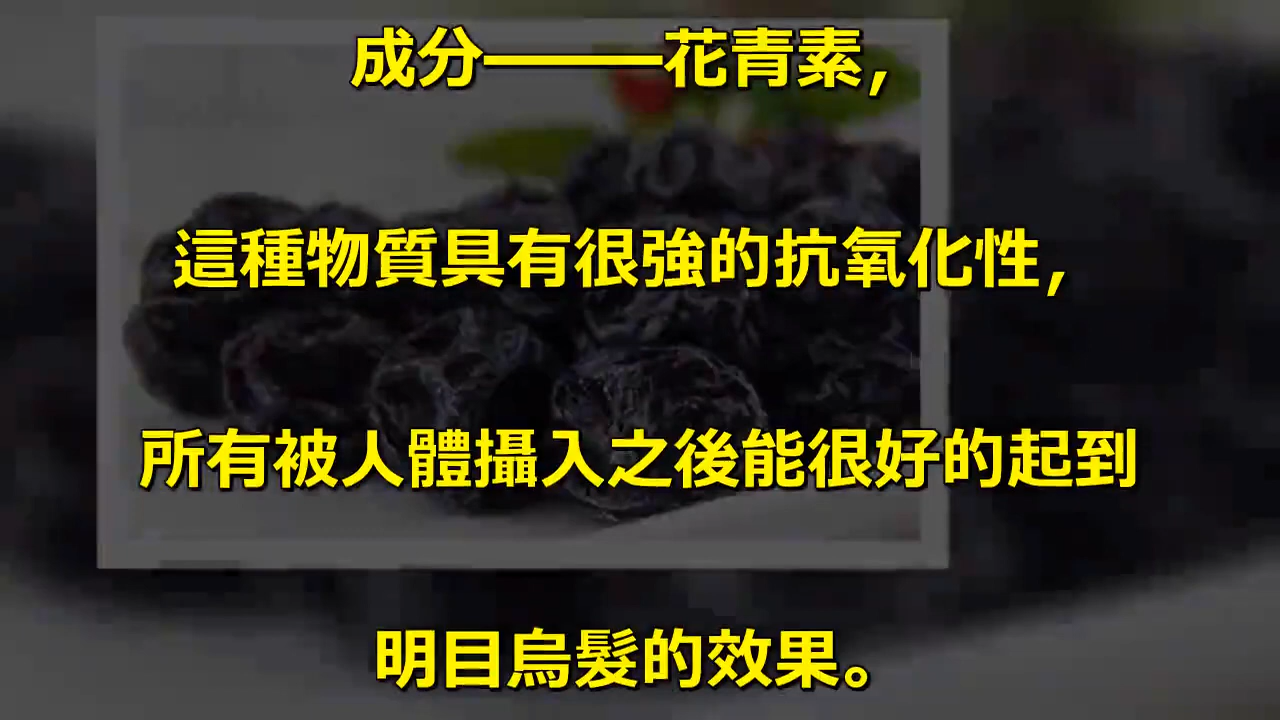 成分———花青素，
這種物質具有很強的抗氧化性，
所有被人體攝入之後能很好的起到
明目烏髮的效果。